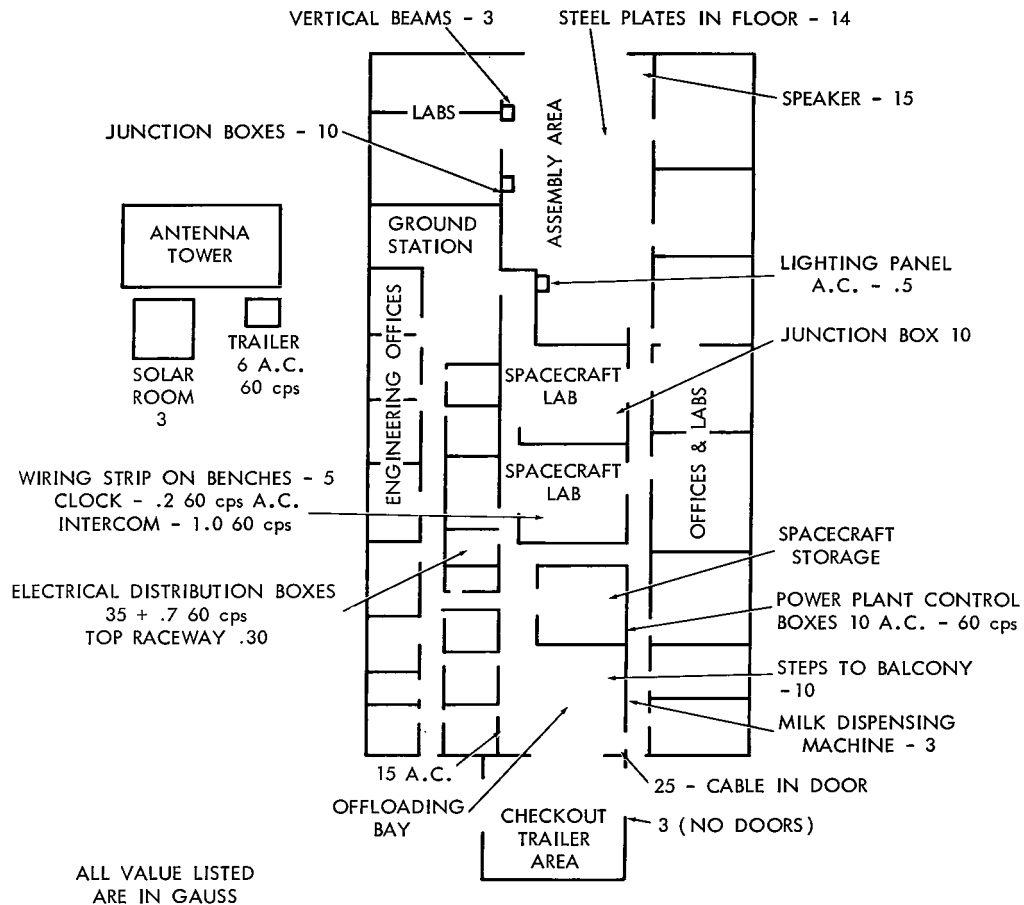 VERTICAL BEAMS - 3
STEEL PLATES IN FLOOR - 14
SPEAKER - 15
LABS
JUNCTION BOXES - 10
ASSEMBLY AREA
GROUND
STATION
ANTENNA
TOWER
LIGHTING PANEL
A.C. - .5
TRAILER
6 A.C.
60 cps
SOLAR
ROOM
3
ENGINEERING OFFICES
JUNCTION BOX 10
SPACECRAFT
LAB
OFFICES & LABS
SPACECRAFT
LAB
WIRING STRIP ON BENCHES - 5
CLOCK - .2 60 cps A.C.
INTERCOM - 1.0 60 cps
SPACECRAFT
STORAGE
ELECTRICAL DISTRIBUTION BOXES
35 + .7 60 cps
TOP RACEWAY .30
POWER PLANT CONTROL
BOXES 10 A.C. - 60 cps
STEPS TO BALCONY
-10
MILK DISPENSING
MACHINE - 3
15 A.C.
25 - CABLE IN DOOR
OFFLOADING
BAY
CHECKOUT
TRAILER
AREA
3 (NO DOORS)
ALL VALUE LISTED
ARE IN GAUSS